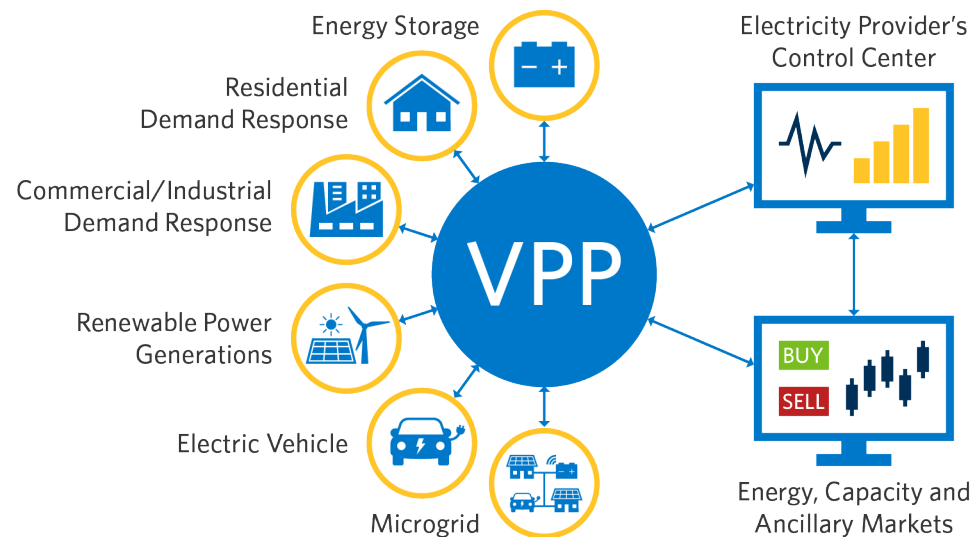 Energy Storage
Residential
Demand Response
Commercial/Industrial
Demand Response
Renewable Power
Generations
Electric Vehicle
Microgrid
VPP
Electricity Provider’s
Control Center
BUY
SELL
Energy, Capacity and
Ancillary Markets